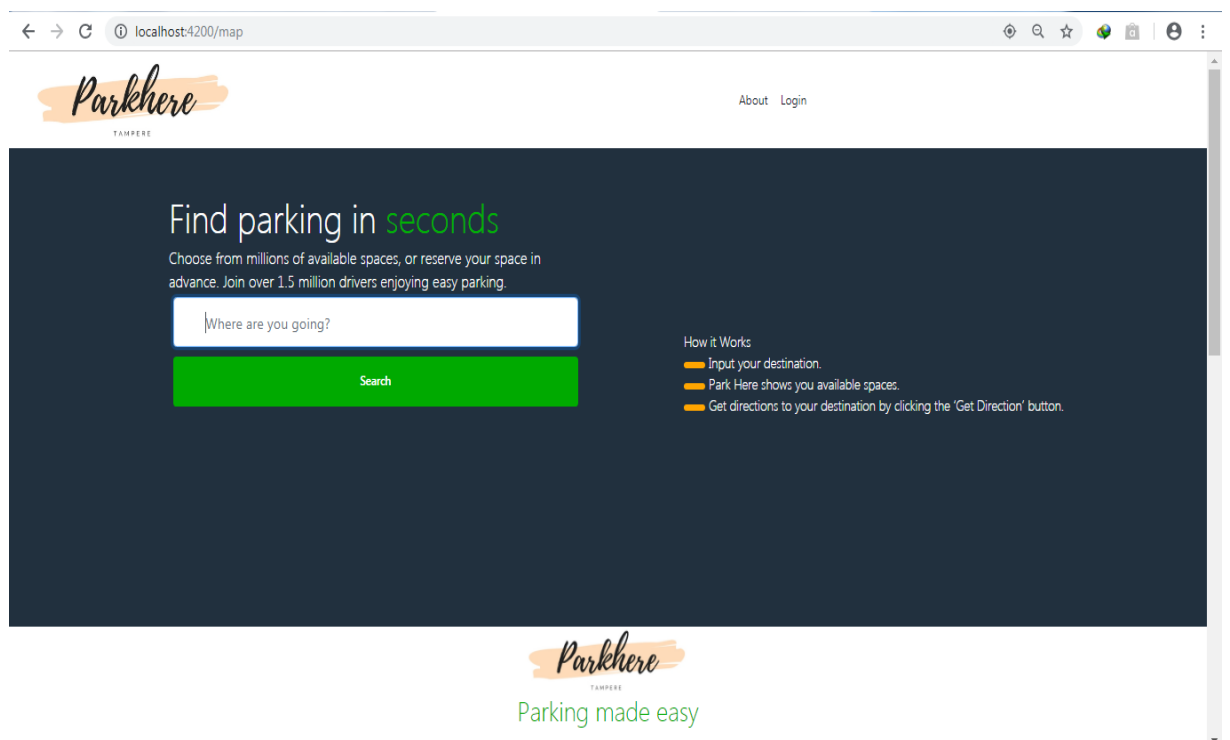 localhost:4200/map
Parkhere
TAMPERE
About Login
Find parking in seconds
Choose from millions of available spaces, or reserve your space in
advance. Join over 1.5 million drivers enjoying easy parking.
Where are you going?
Search
How it Works
Input your destination.
Park Here shows you available spaces.
Get directions to your destination by clicking the ‘Get Direction’ button.
Parkhere
TAMPERE
Parking made easy